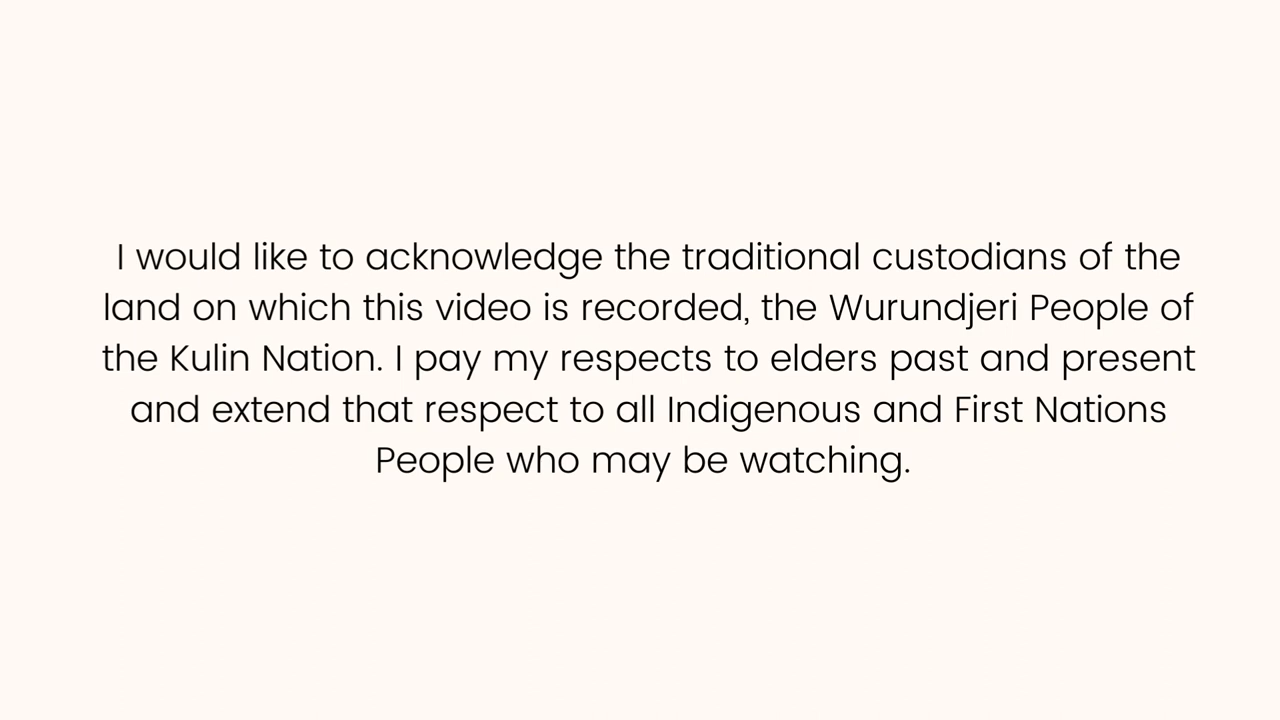 I would like to acknowledge the traditional custodians of the
land on which this video is recorded, the Wurundjeri People of
the Kulin Nation. I pay my respects to elders past and present
and extend that respect to all Indigenous and First Nations
People who may be watching.